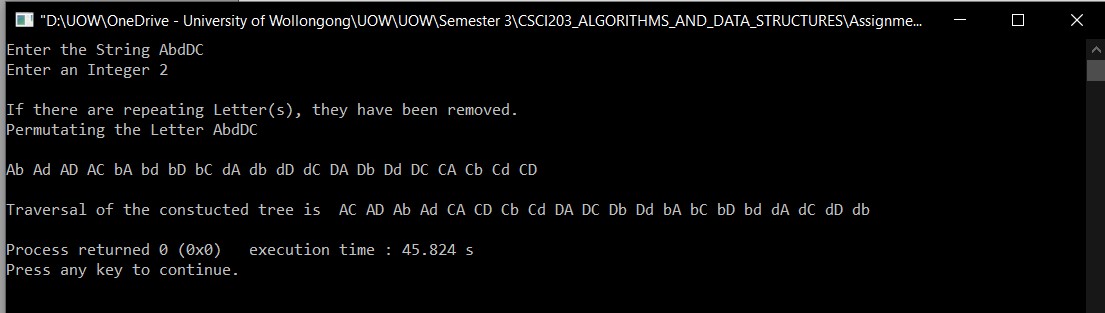 "D:\UOW\OneDrive - University of Wollongong\UOW\UOW\Semester 3\CSCI203_ALGORITHMS_AND_DATA_STRUCTURES\Assignme...
Enter the String AbdDC
Enter an Integer 2
If there are repeating Letter(s), they have been removed.
Permutating the Letter AbdDC
Ab Ad AD AC bA bd bD bC dA db dD dC DA Db Dd DC CA Cb Cd CD
Traversal of the constucted tree is  AC AD Ab Ad CA CD Cb Cd DA DC Db Dd bA bC bD bd dA dC dD db
Process returned 0 (0x0)   execution time : 45.824 s
Press any key to continue.